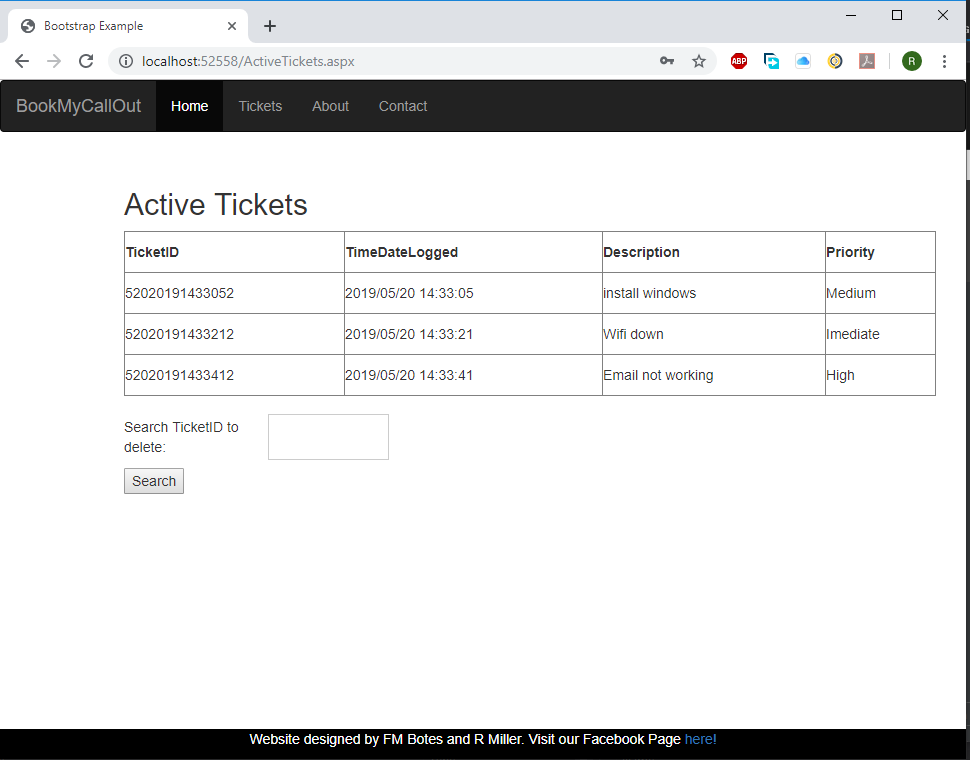 Bootstrap Example
localhost:52558/ActiveTickets.aspx
ABP
R
BookMyCallOut Home Tickets About Contact
Active Tickets
TicketID TimeDateLogged Description Priority
52020191433052 2019/05/20 14:33:05 install windows Medium
52020191433212 2019/05/20 14:33:21 Wifi down Imediate
52020191433412 2019/05/20 14:33:41 Email not working High
Search TicketID to
delete:
Search
Website designed by FM Botes and R Miller. Visit our Facebook Page here!